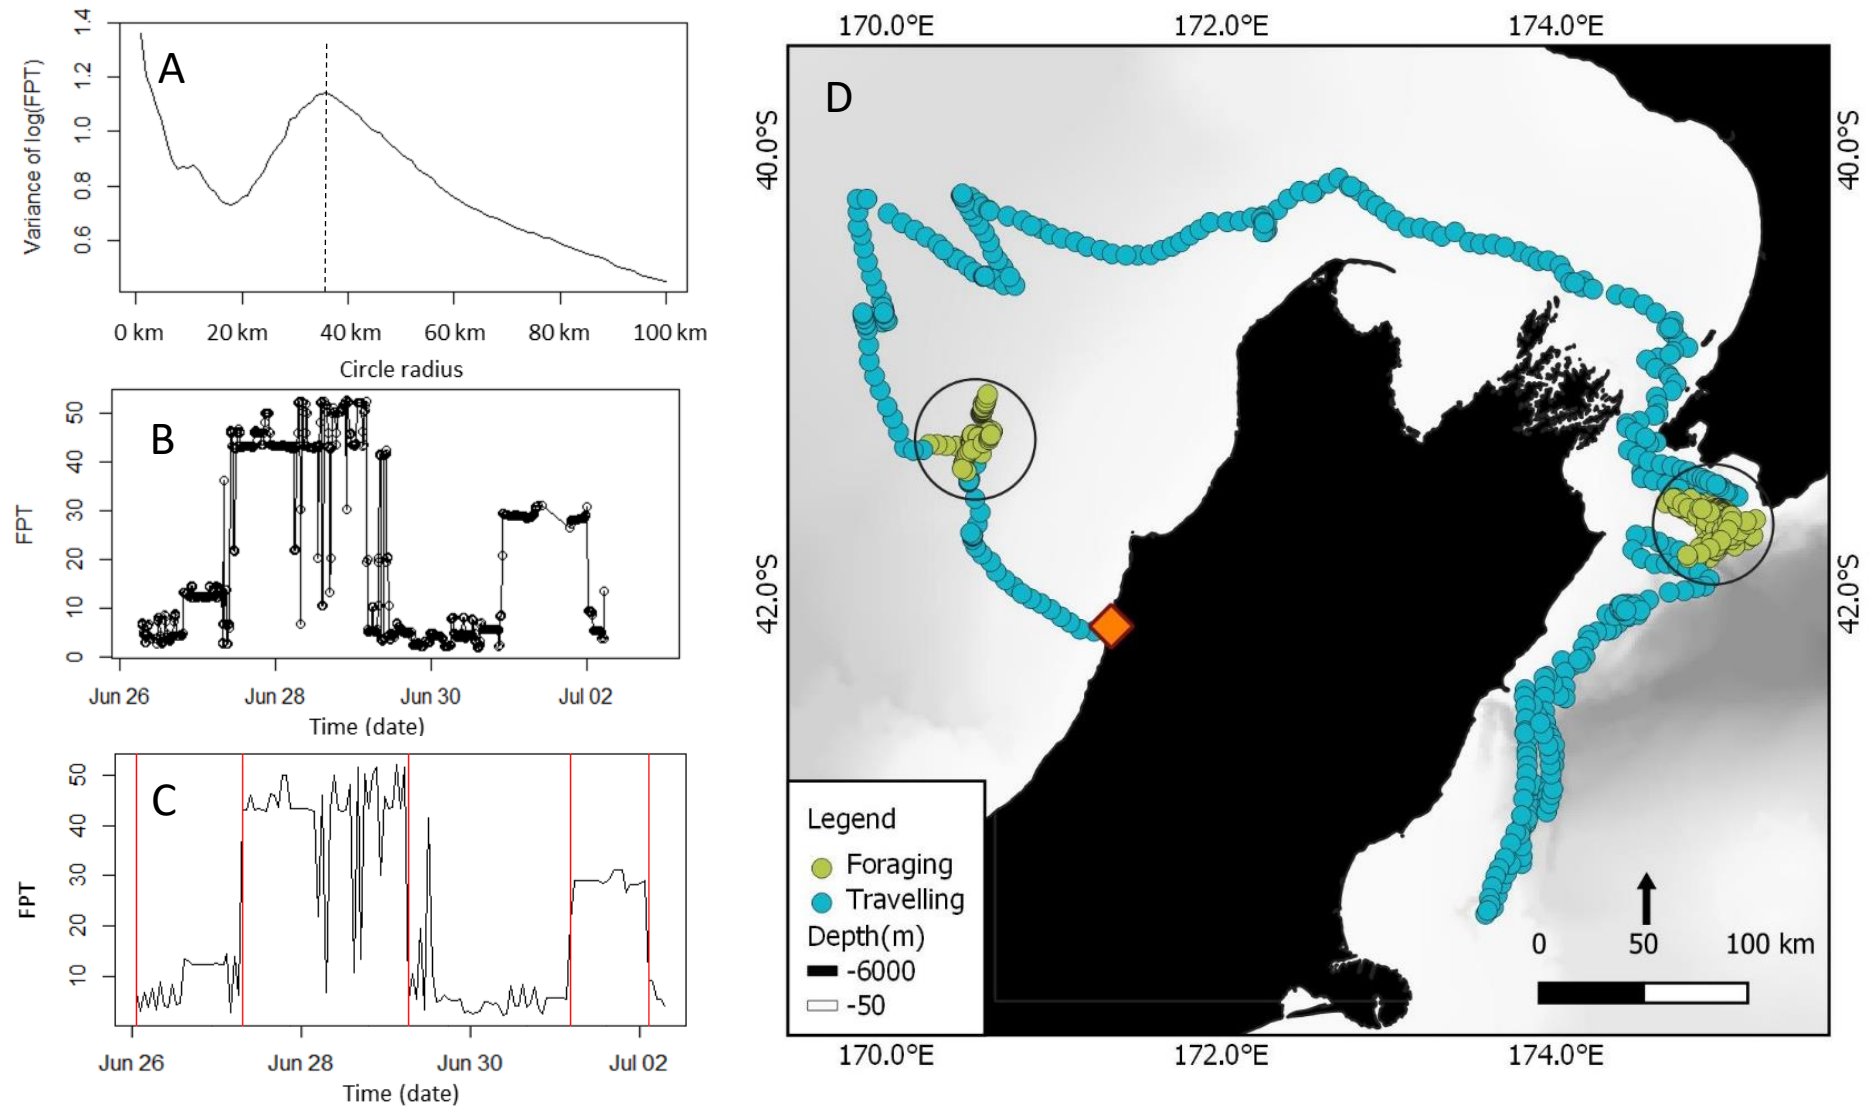 A
Variance of log(FPT)
1.4
1.2
1.0
0.8
0.6
0 km 20 km 40 km 60 km 80 km 100 km
Circle radius
B
FPT
50
40
30
20
10
0
Jun 26 Jun 28 Jun 30 Jul 02
Time (date)
C
FPT
50
40
30
20
10
Jun 26 Jun 28 Jun 30 Jul 02
Time (date)
170.0°E 172.0°E 174.0°E
D
40.0°S 40.0°S
42.0°S 42.0°S
Legend
Foraging
Travelling
Depth(m)
-6000
-50
0 50 100 km
170.0°E 172.0°E 174.0°E